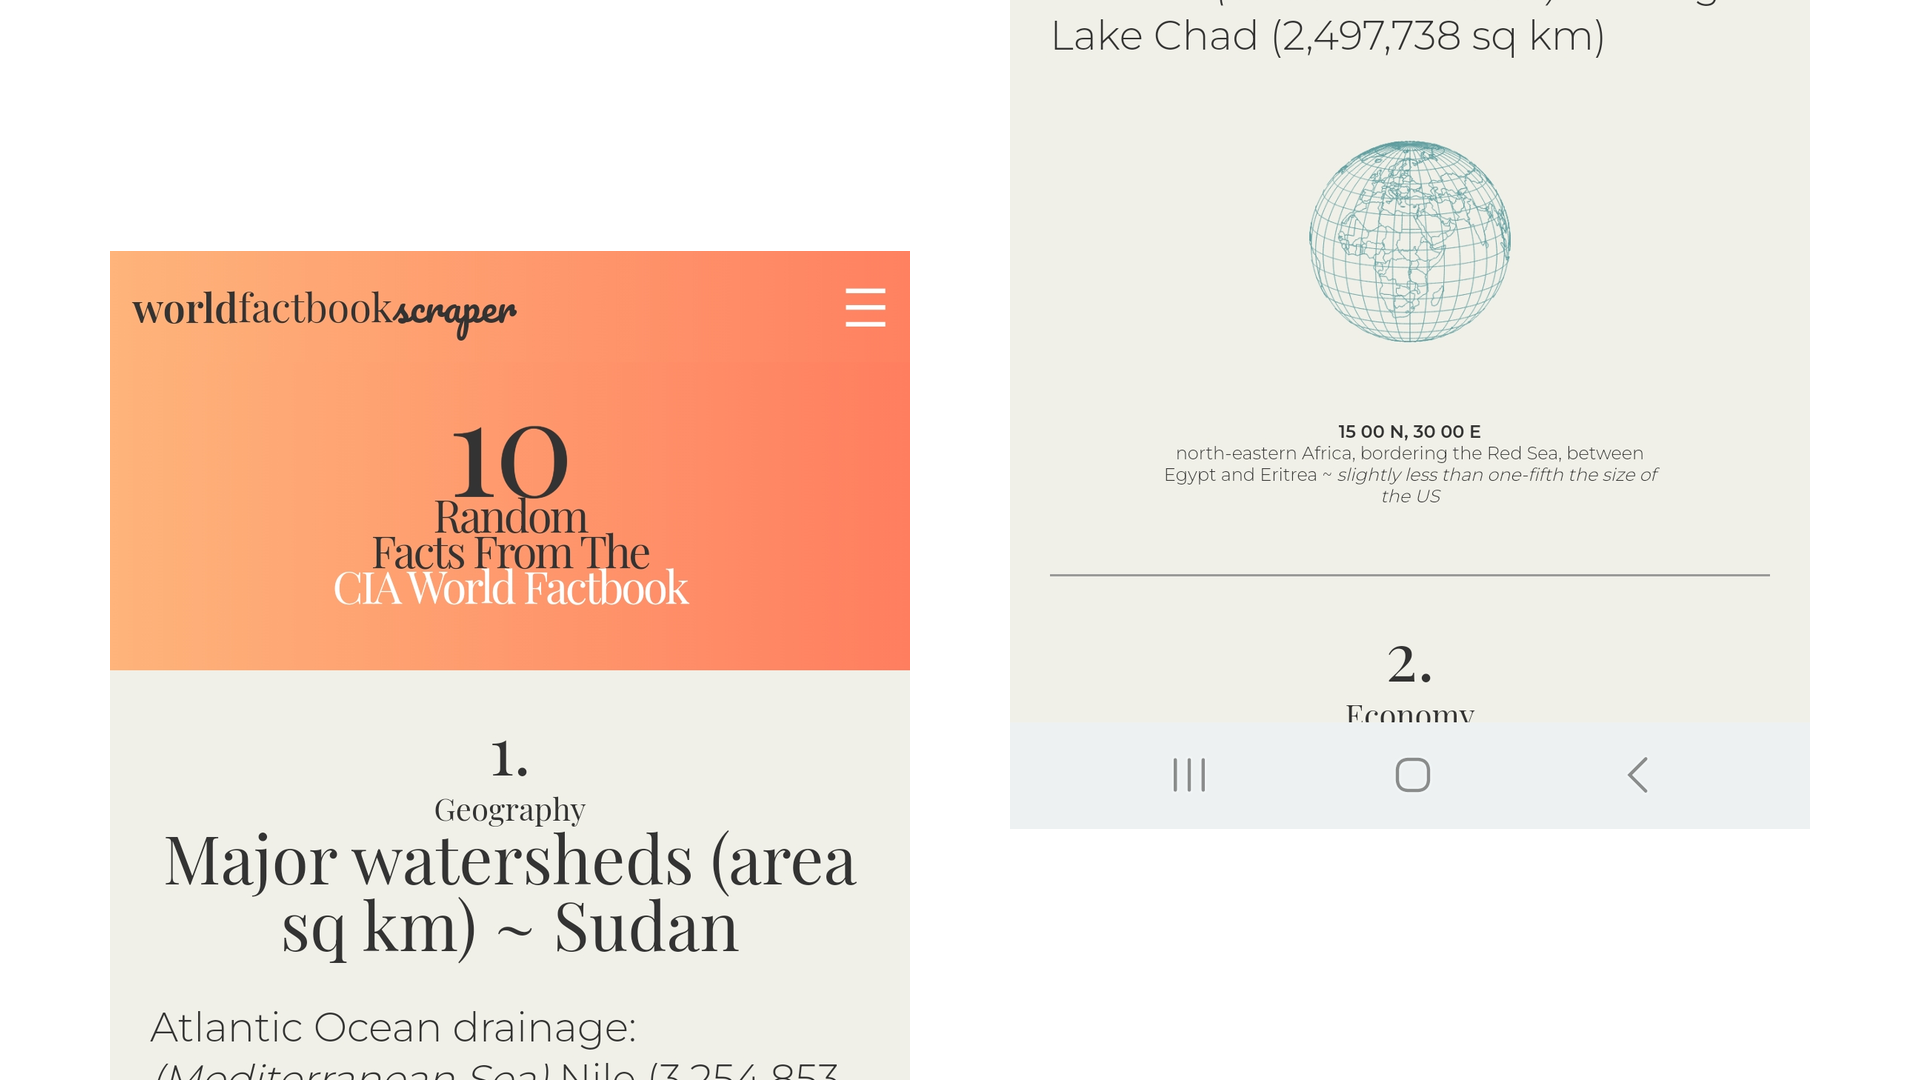 worldfactbookscraper
10
Random
Facts From The
CIA World Factbook
1.
Geography
Major watersheds (area
sq km) ~ Sudan
Atlantic Ocean drainage:
(Mediterranean Sea) Nile (3,254,853
Lake Chad (2,497,738 sq km)
15 00 N, 30 00 E
north-eastern Africa, bordering the Red Sea, between
Egypt and Eritrea ~ slightly less than one-fifth the size of
the US
2.
Economy